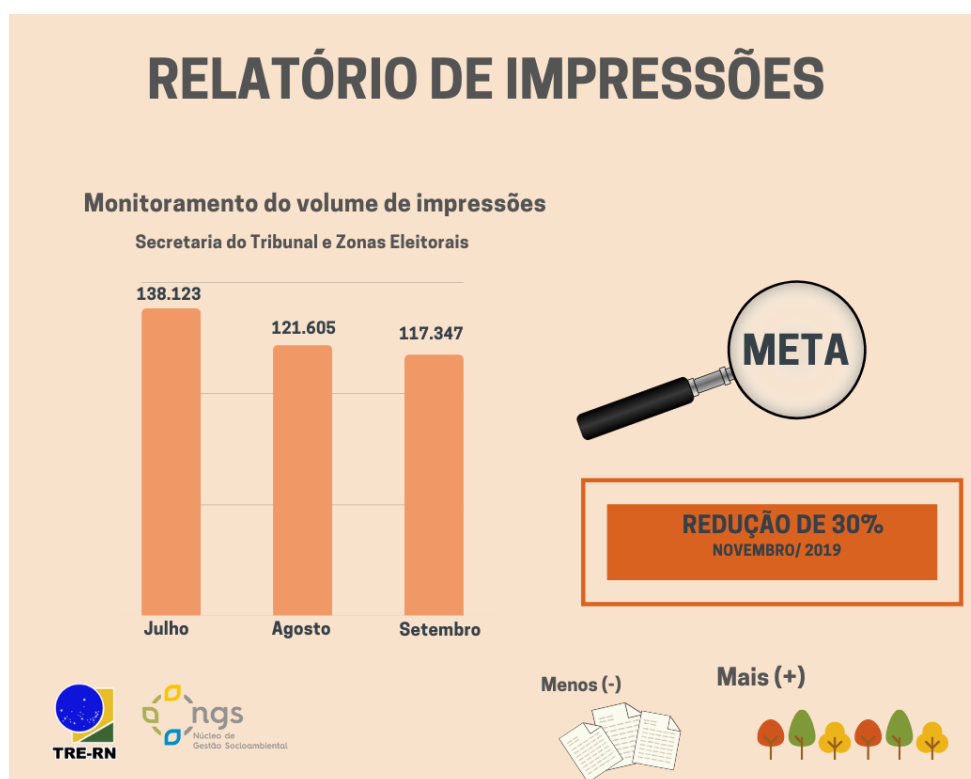 RELATÓRIO DE IMPRESSÕES
Monitoramento do volume de impressões
Secretaria do Tribunal e Zonas Eleitorais
138.123
121.605
117.347
Julho
Agosto
Setembro
META
REDUÇÃO DE 30%
NOVEMBRO/ 2019
Menos (-)
Mais (+)
TRE-RN
ngs
Núcleo de
Gestão Socioambiental